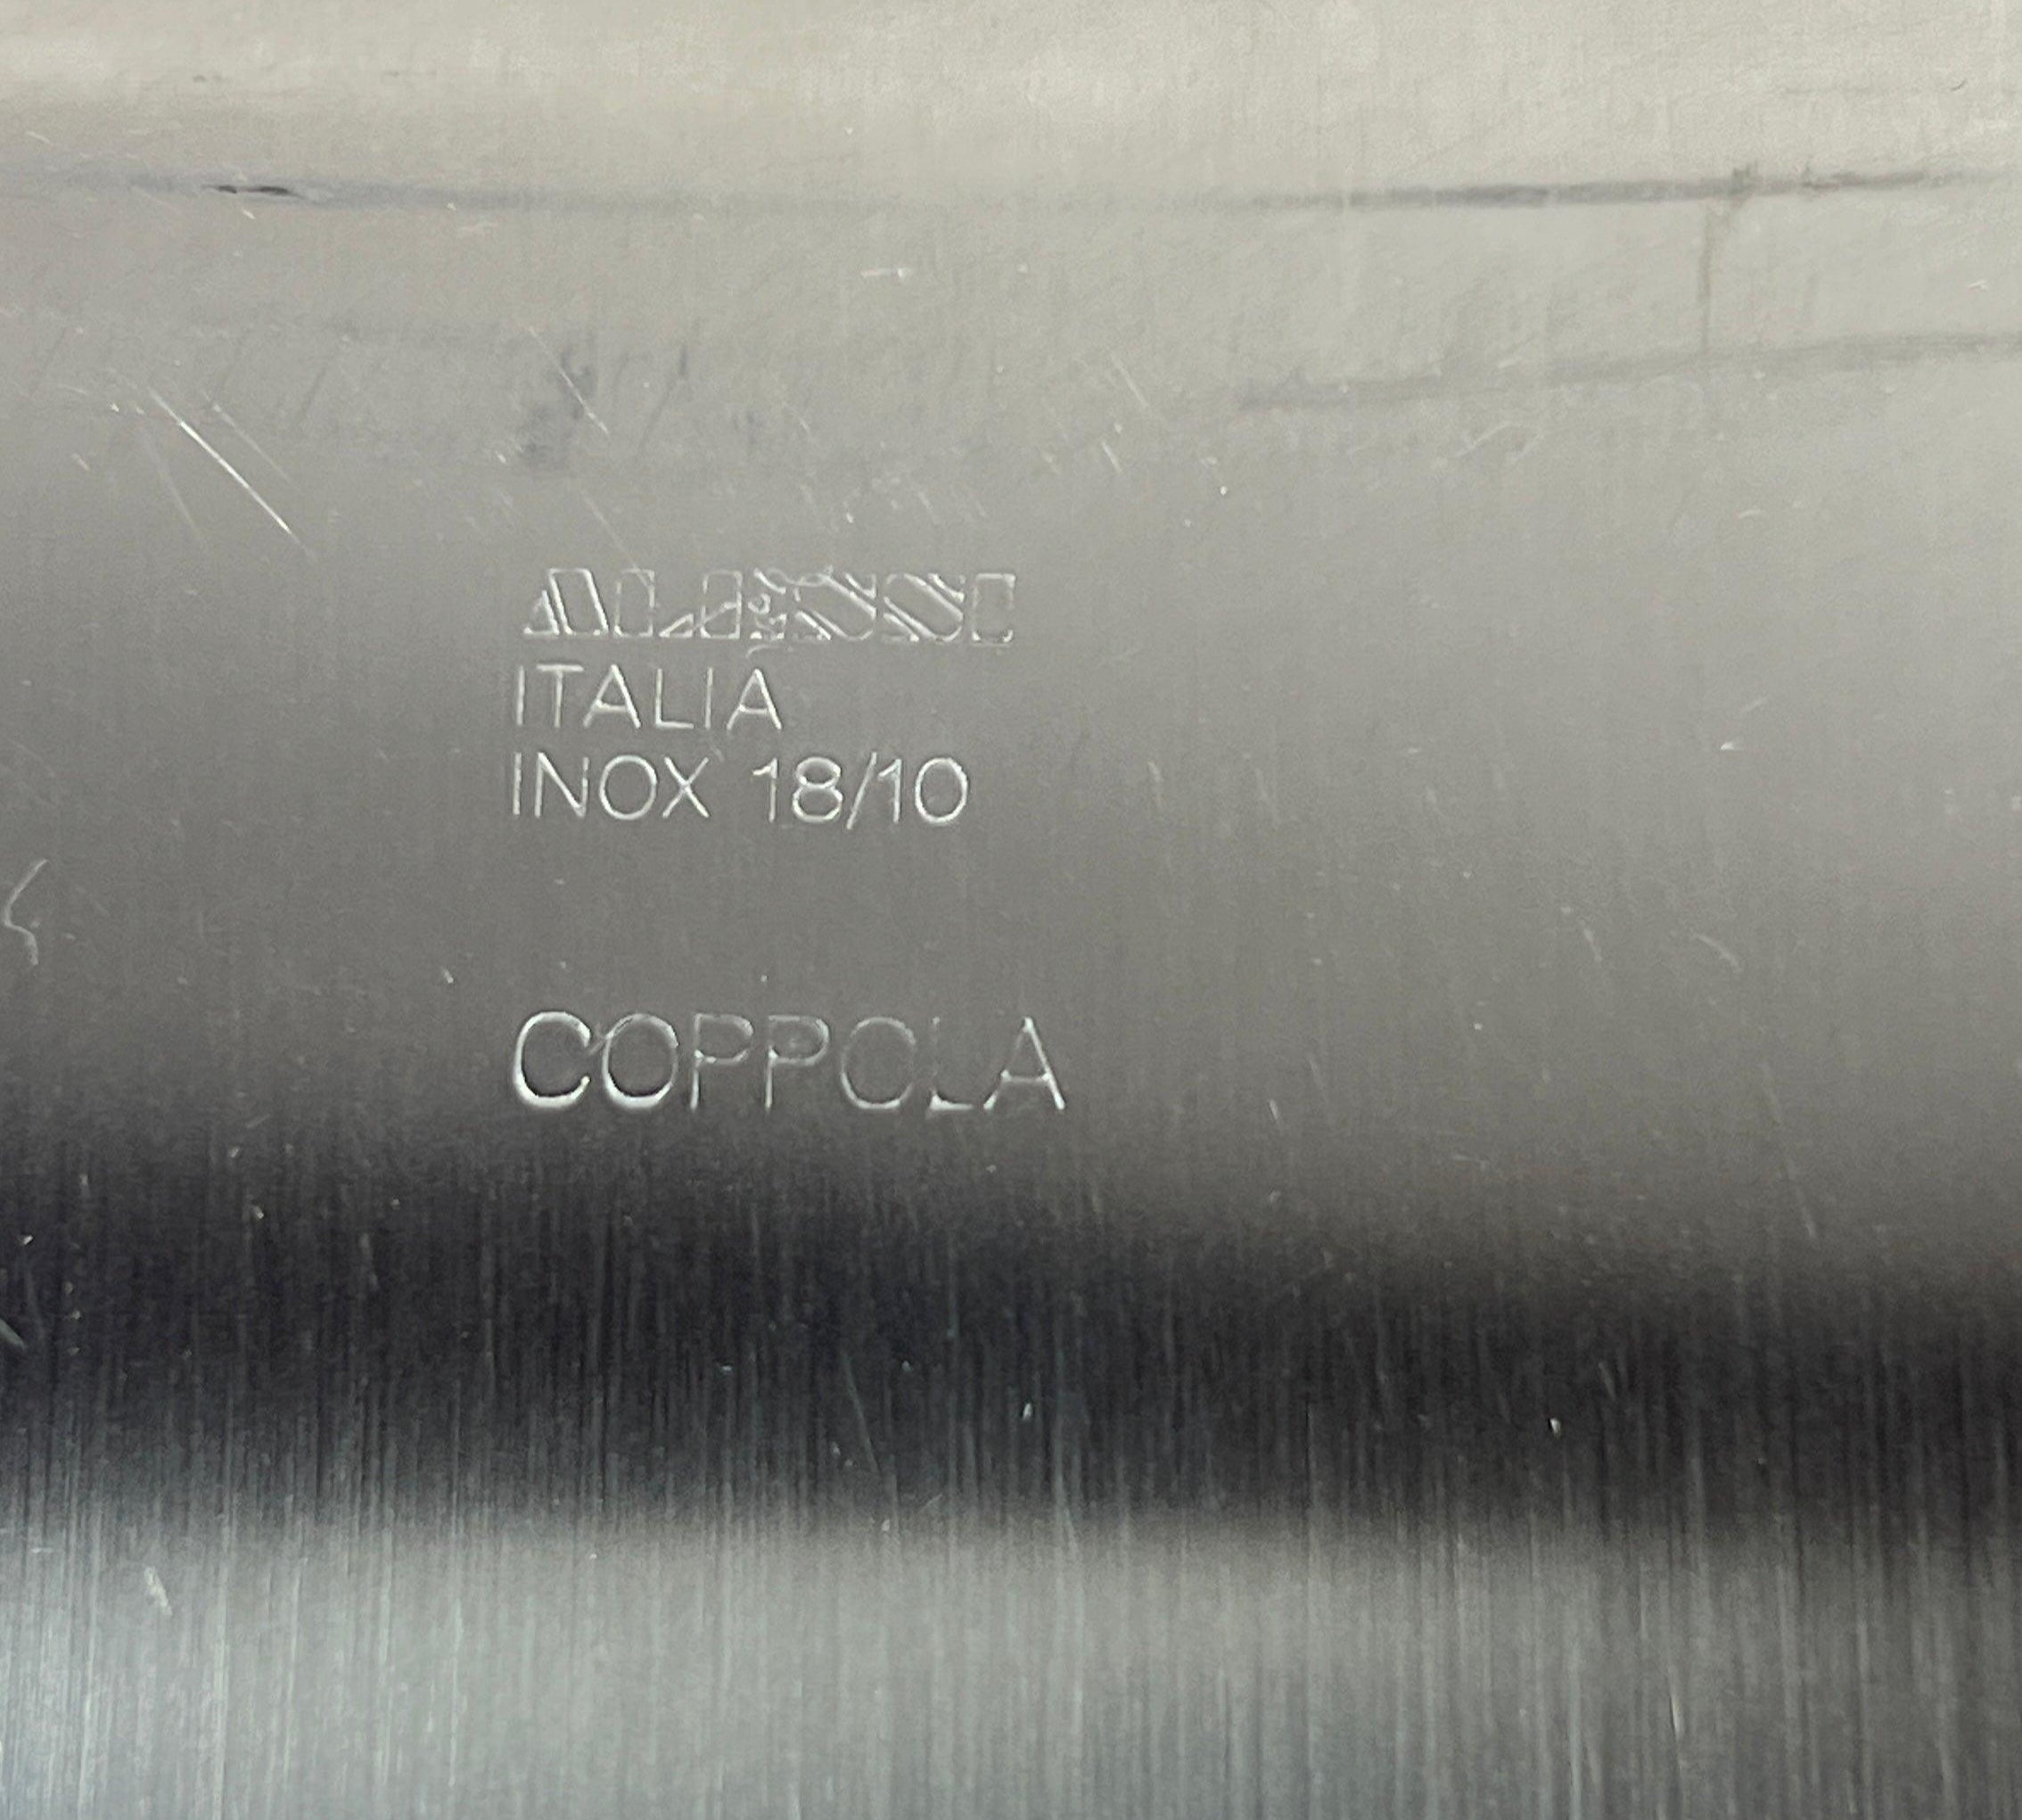 ALESSI
ITALIA
INOX 18/10
COPPOLA